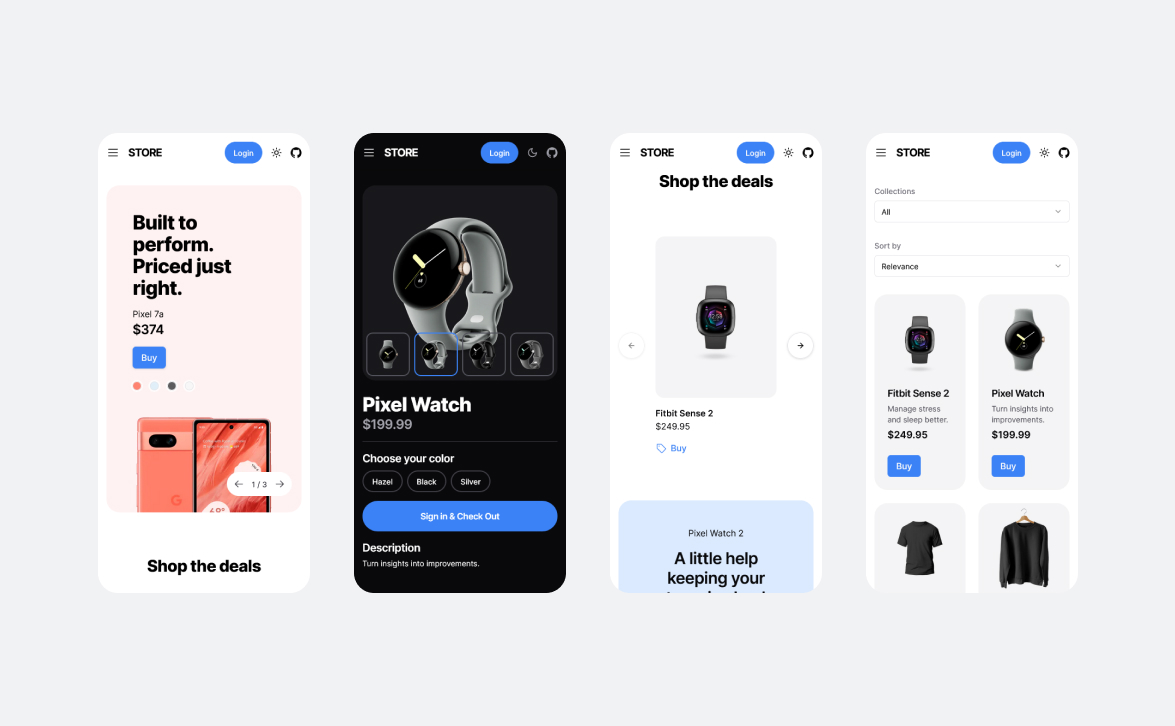 STORE
Login
Built to
perform.
Priced just
right.
Pixel 7a
$374
Buy
1 / 3
Shop the deals
STORE
Login
Pixel Watch
$199.99
Choose your color
Hazel
Black
Silver
Sign in & Check Out
Description
Turn insights into improvements.
STORE
Login
Shop the deals
Fitbit Sense 2
$249.95
Buy
Pixel Watch 2
A little help
keeping your
STORE
Login
Collections
All
Sort by
Relevance
Fitbit Sense 2
Manage stress
and sleep better.
$249.95
Buy
Pixel Watch
Turn insights into
improvements.
$199.99
Buy